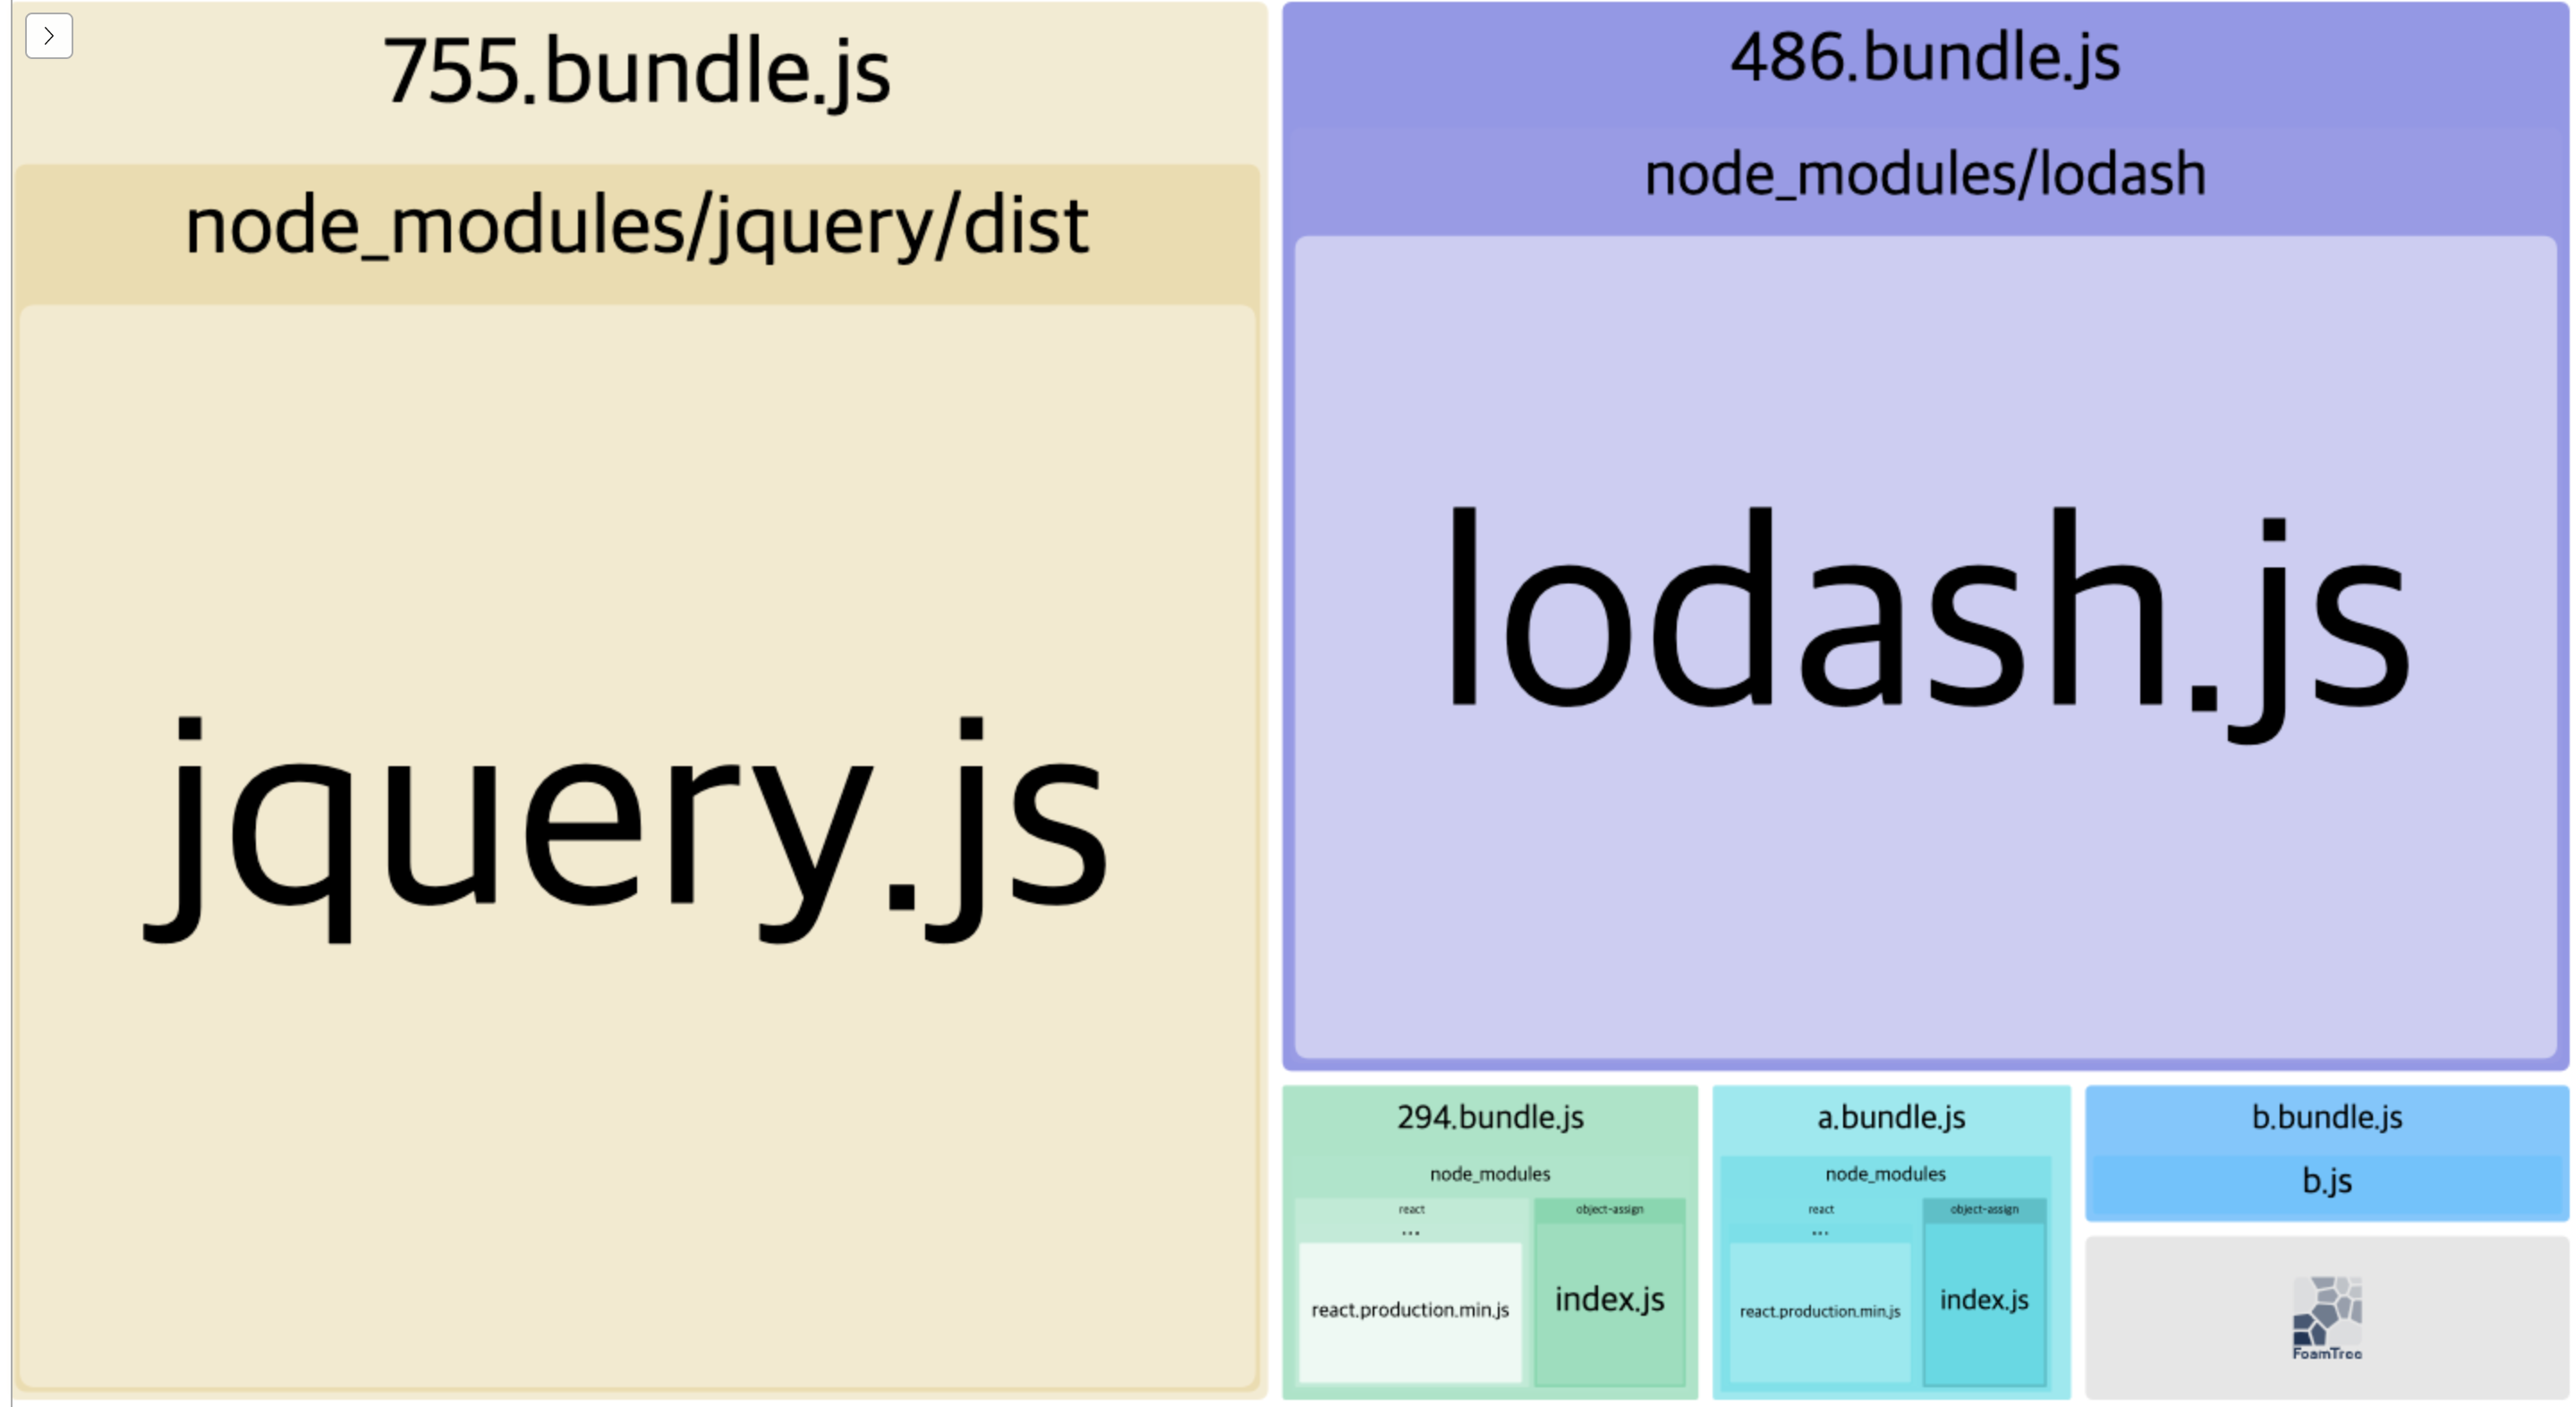 755.bundle.js
node_modules/jquery/dist
jquery.js
486.bundle.js
node_modules/lodash
lodash.js
294.bundle.js
node_modules
react
...
react.production.min.js
object-assign
index.js
a.bundle.js
node_modules
react
...
react.production.min.js
object-assign
index.js
b.bundle.js
b.js
FoamTree